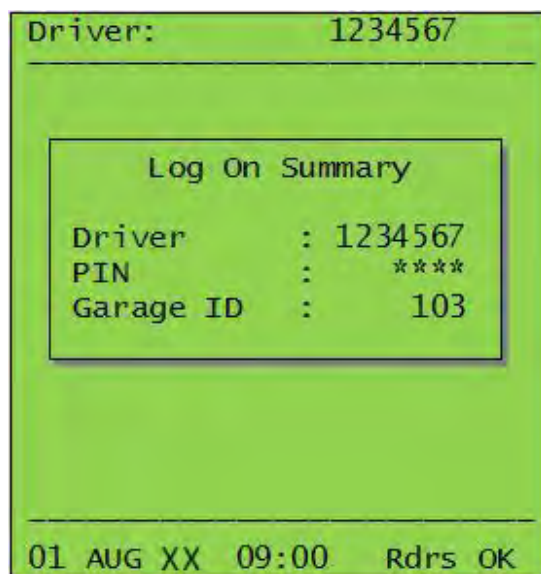 Driver: 1234567
Log On Summary
Driver : 1234567
PIN : ****
Garage ID : 103
01 AUG XX 09:00 Rdrs OK